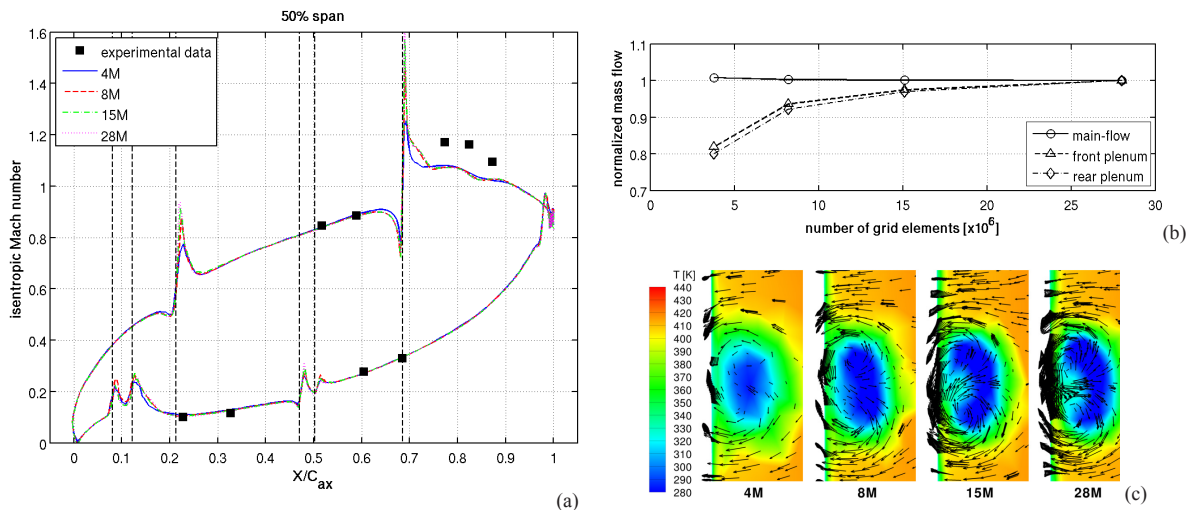 50% span
experimental data
4M
8M
15M
28M
1.6
1.4
1.2
1
0.8
0.6
0.4
0.2
0
isentropic Mach number
0 0.1 0.2 0.3 0.4 0.5 0.6 0.7 0.8 0.9 1
X/Cax
(a)
1.1
1
0.9
0.8
0.7
normalized mass flow
main-flow
front plenum
rear plenum
0 5 10 15 20 25 30
number of grid elements [x10⁶]
(b)
T [K]
440
430
420
410
400
390
380
370
360
350
340
330
320
310
300
290
280
4M 8M 15M 28M
(c)